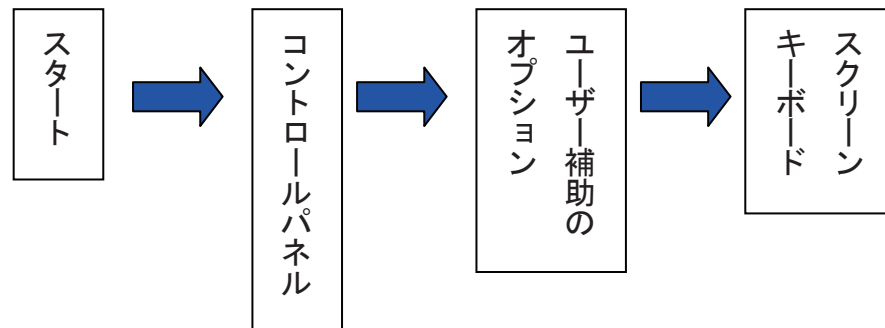 スタート
コントロールパネル
ユーザー補助の
オプション
スクリーン
キーボード